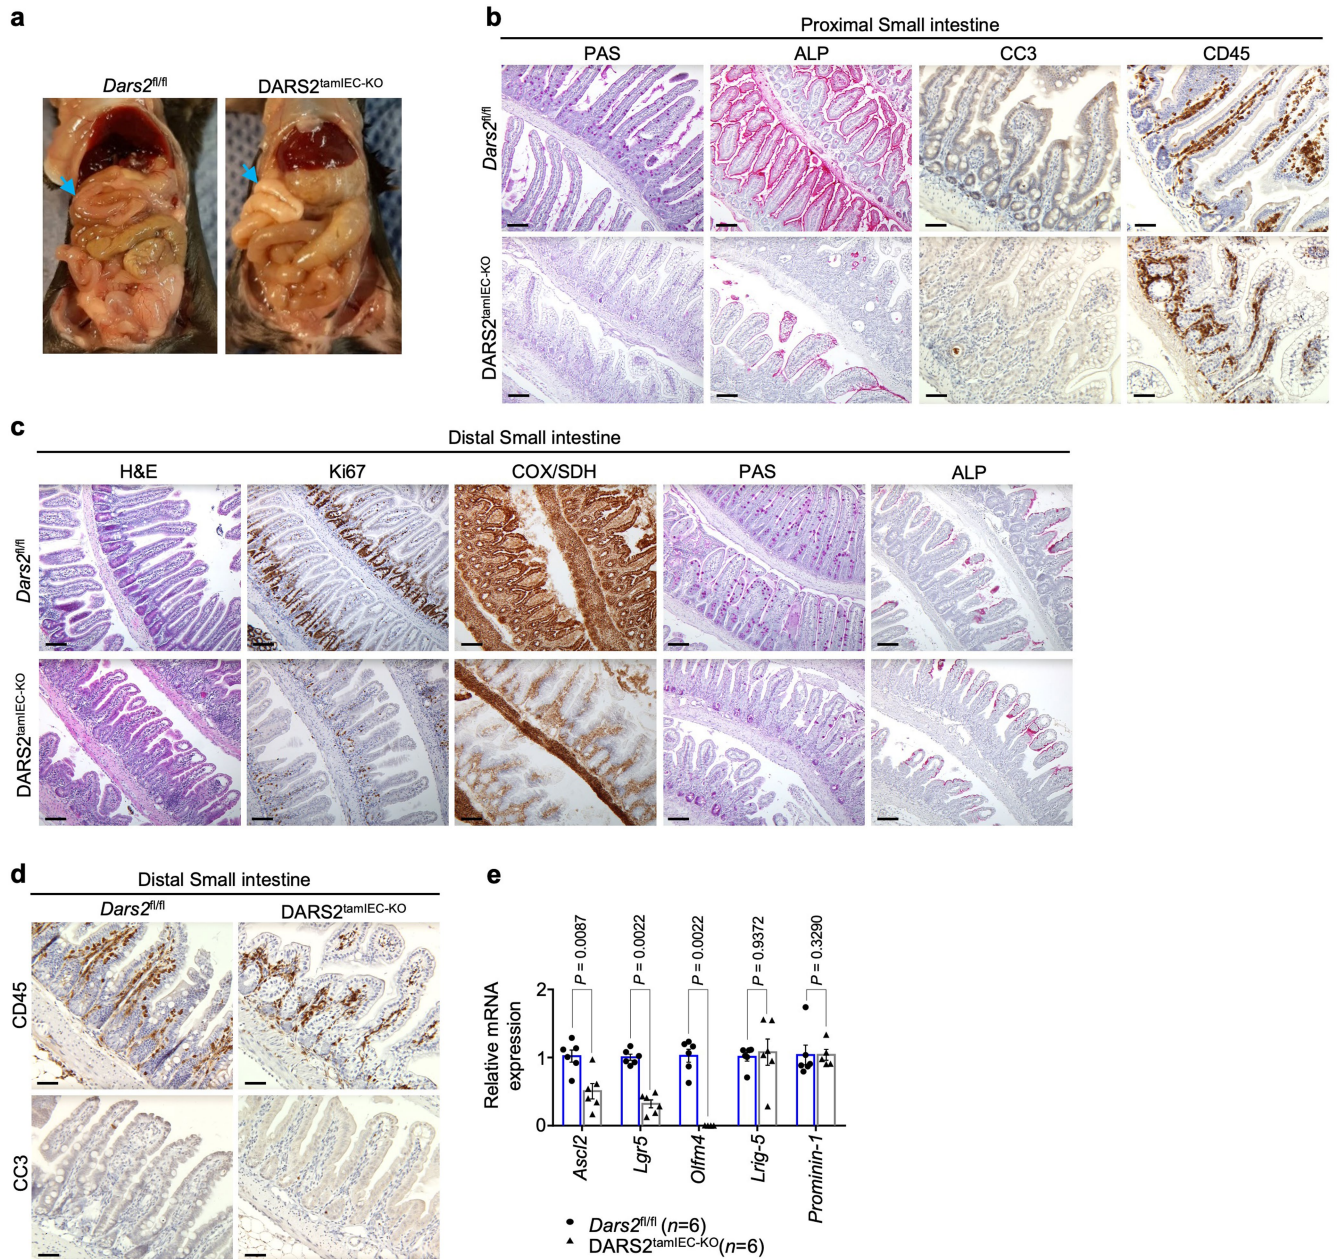 a
Dars2fl/fl
DARS2tamIEC-KO
b
Proximal Small intestine
PAS
ALP
CC3
CD45
Dars2fl/fl
DARS2tamIEC-KO
c
Distal Small intestine
H&E
Ki67
COX/SDH
PAS
ALP
Dars2fl/fl
DARS2tamIEC-KO
d
Distal Small intestine
Dars2fl/fl
DARS2tamIEC-KO
CD45
CC3
e
P = 0.0087
P = 0.0022
P = 0.0022
P = 0.9372
P = 0.3290
Relative mRNA
expression
2
1
0
Ascl2
Lgr5
Olfm4
Lrig-5
Prominin-1
Dars2fl/fl (n=6)
DARS2tamIEC-KO(n=6)